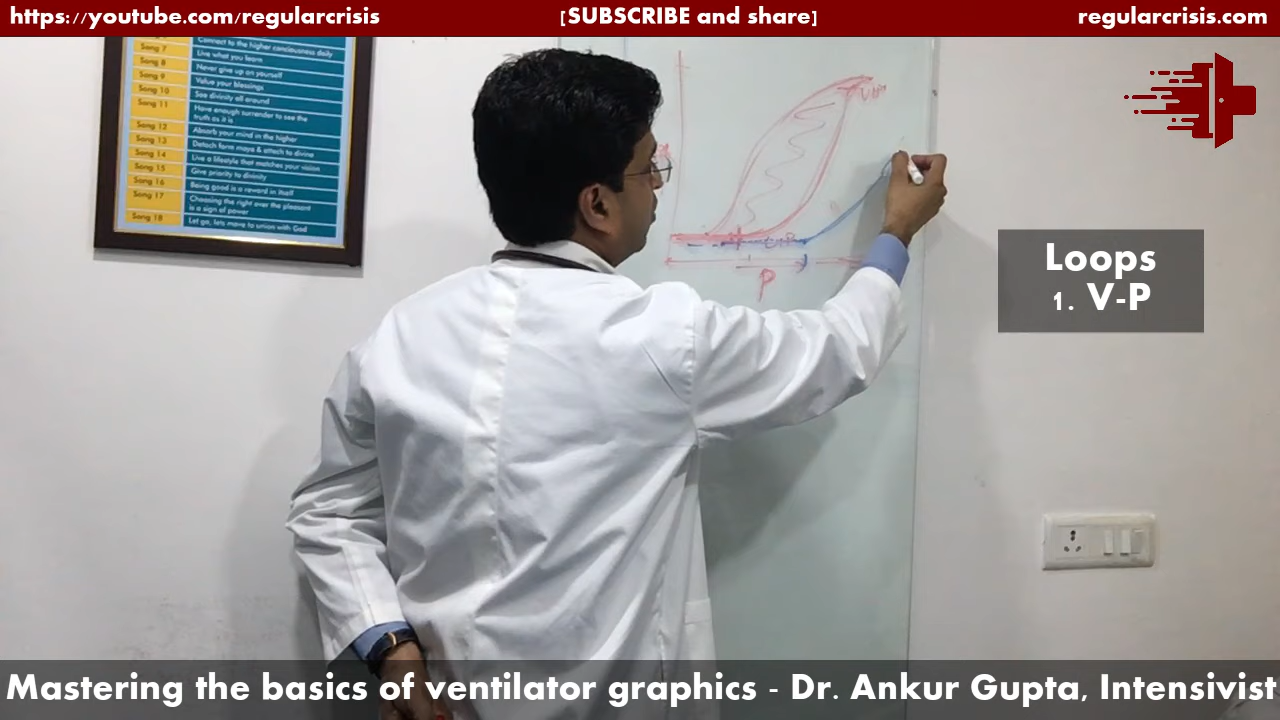 https://youtube.com/regularcrisis
[SUBSCRIBE and share]
regularcrisis.com
Song 7
Connect to the higher conciousness daily
Song 8
Live what you learn
Song 9
Never give up on yourself
Song 10
Value your blessings
Song 11
See divinity all around
Have enough surrender to see the
truth as it is
Song 12
Absorb your mind in the higher
Song 13
Detach form maya & attach to divine
Song 14
Live a lifestyle that matches your vision
Song 15
Give priority to divinity
Song 16
Being good is a reward in itself
Song 17
Choosing the right over the pleasant
is a sign of power
Song 18
Let go, lets move to union with God
UIP
P
Loops
1. V-P
Mastering the basics of ventilator graphics - Dr. Ankur Gupta, Intensivist